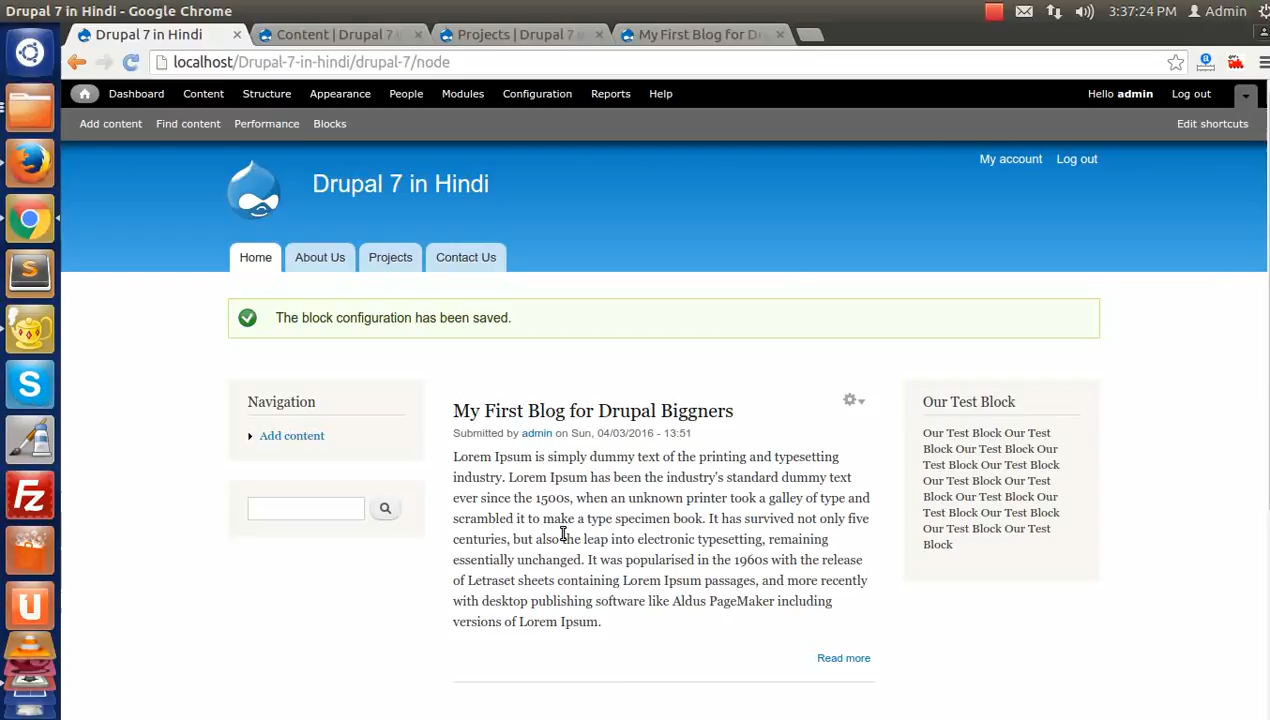 Drupal 7 in Hindi - Google Chrome
3:37:24 PM Admin
Drupal 7 in Hindi
Content | Drupal 7 i
Projects | Drupal 7
My First Blog for Dr
localhost/Drupal-7-in-hindi/drupal-7/node
Dashboard Content Structure Appearance People Modules Configuration Reports Help
Hello admin Log out
Add content Find content Performance Blocks
Edit shortcuts
My account Log out
Drupal 7 in Hindi
Home About Us Projects Contact Us
The block configuration has been saved.
Navigation
Add content
My First Blog for Drupal Biggners
Submitted by admin on Sun, 04/03/2016 - 13:51
Lorem Ipsum is simply dummy text of the printing and typesetting
industry. Lorem Ipsum has been the industry's standard dummy text
ever since the 1500s, when an unknown printer took a galley of type and
scrambled it to make a type specimen book. It has survived not only five
centuries, but also the leap into electronic typesetting, remaining
essentially unchanged. It was popularised in the 1960s with the release
of Letraset sheets containing Lorem Ipsum passages, and more recently
with desktop publishing software like Aldus PageMaker including
versions of Lorem Ipsum.
Read more
Our Test Block
Our Test Block Our Test
Block Our Test Block Our
Test Block Our Test Block
Our Test Block Our Test
Block Our Test Block Our
Test Block Our Test Block
Our Test Block Our Test
Block